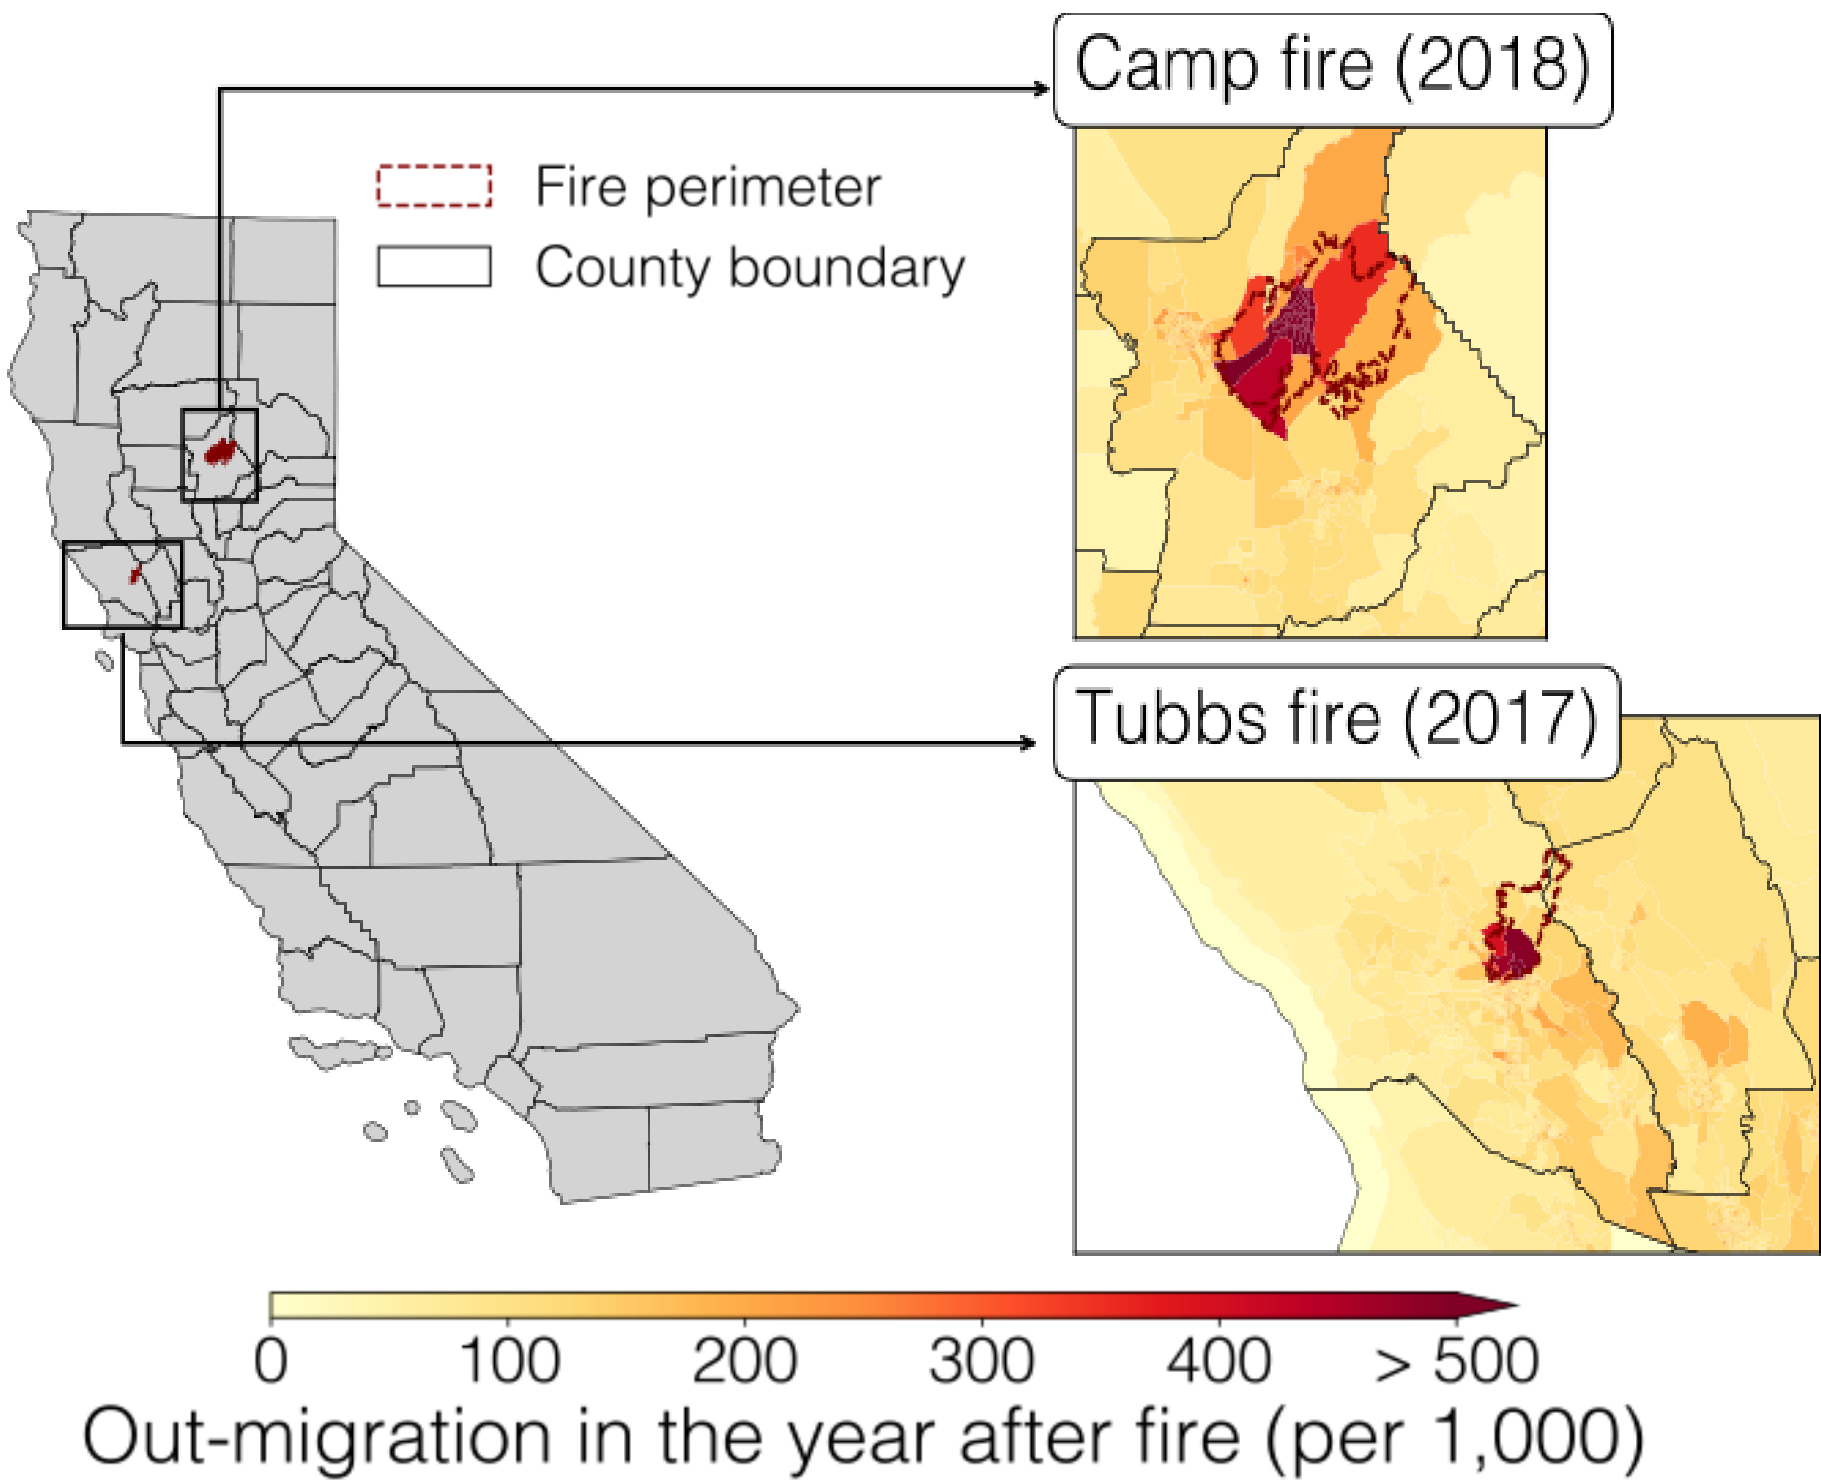 Camp fire (2018)
Fire perimeter
County boundary
Tubbs fire (2017)
0 100 200 300 400 > 500
Out-migration in the year after fire (per 1,000)